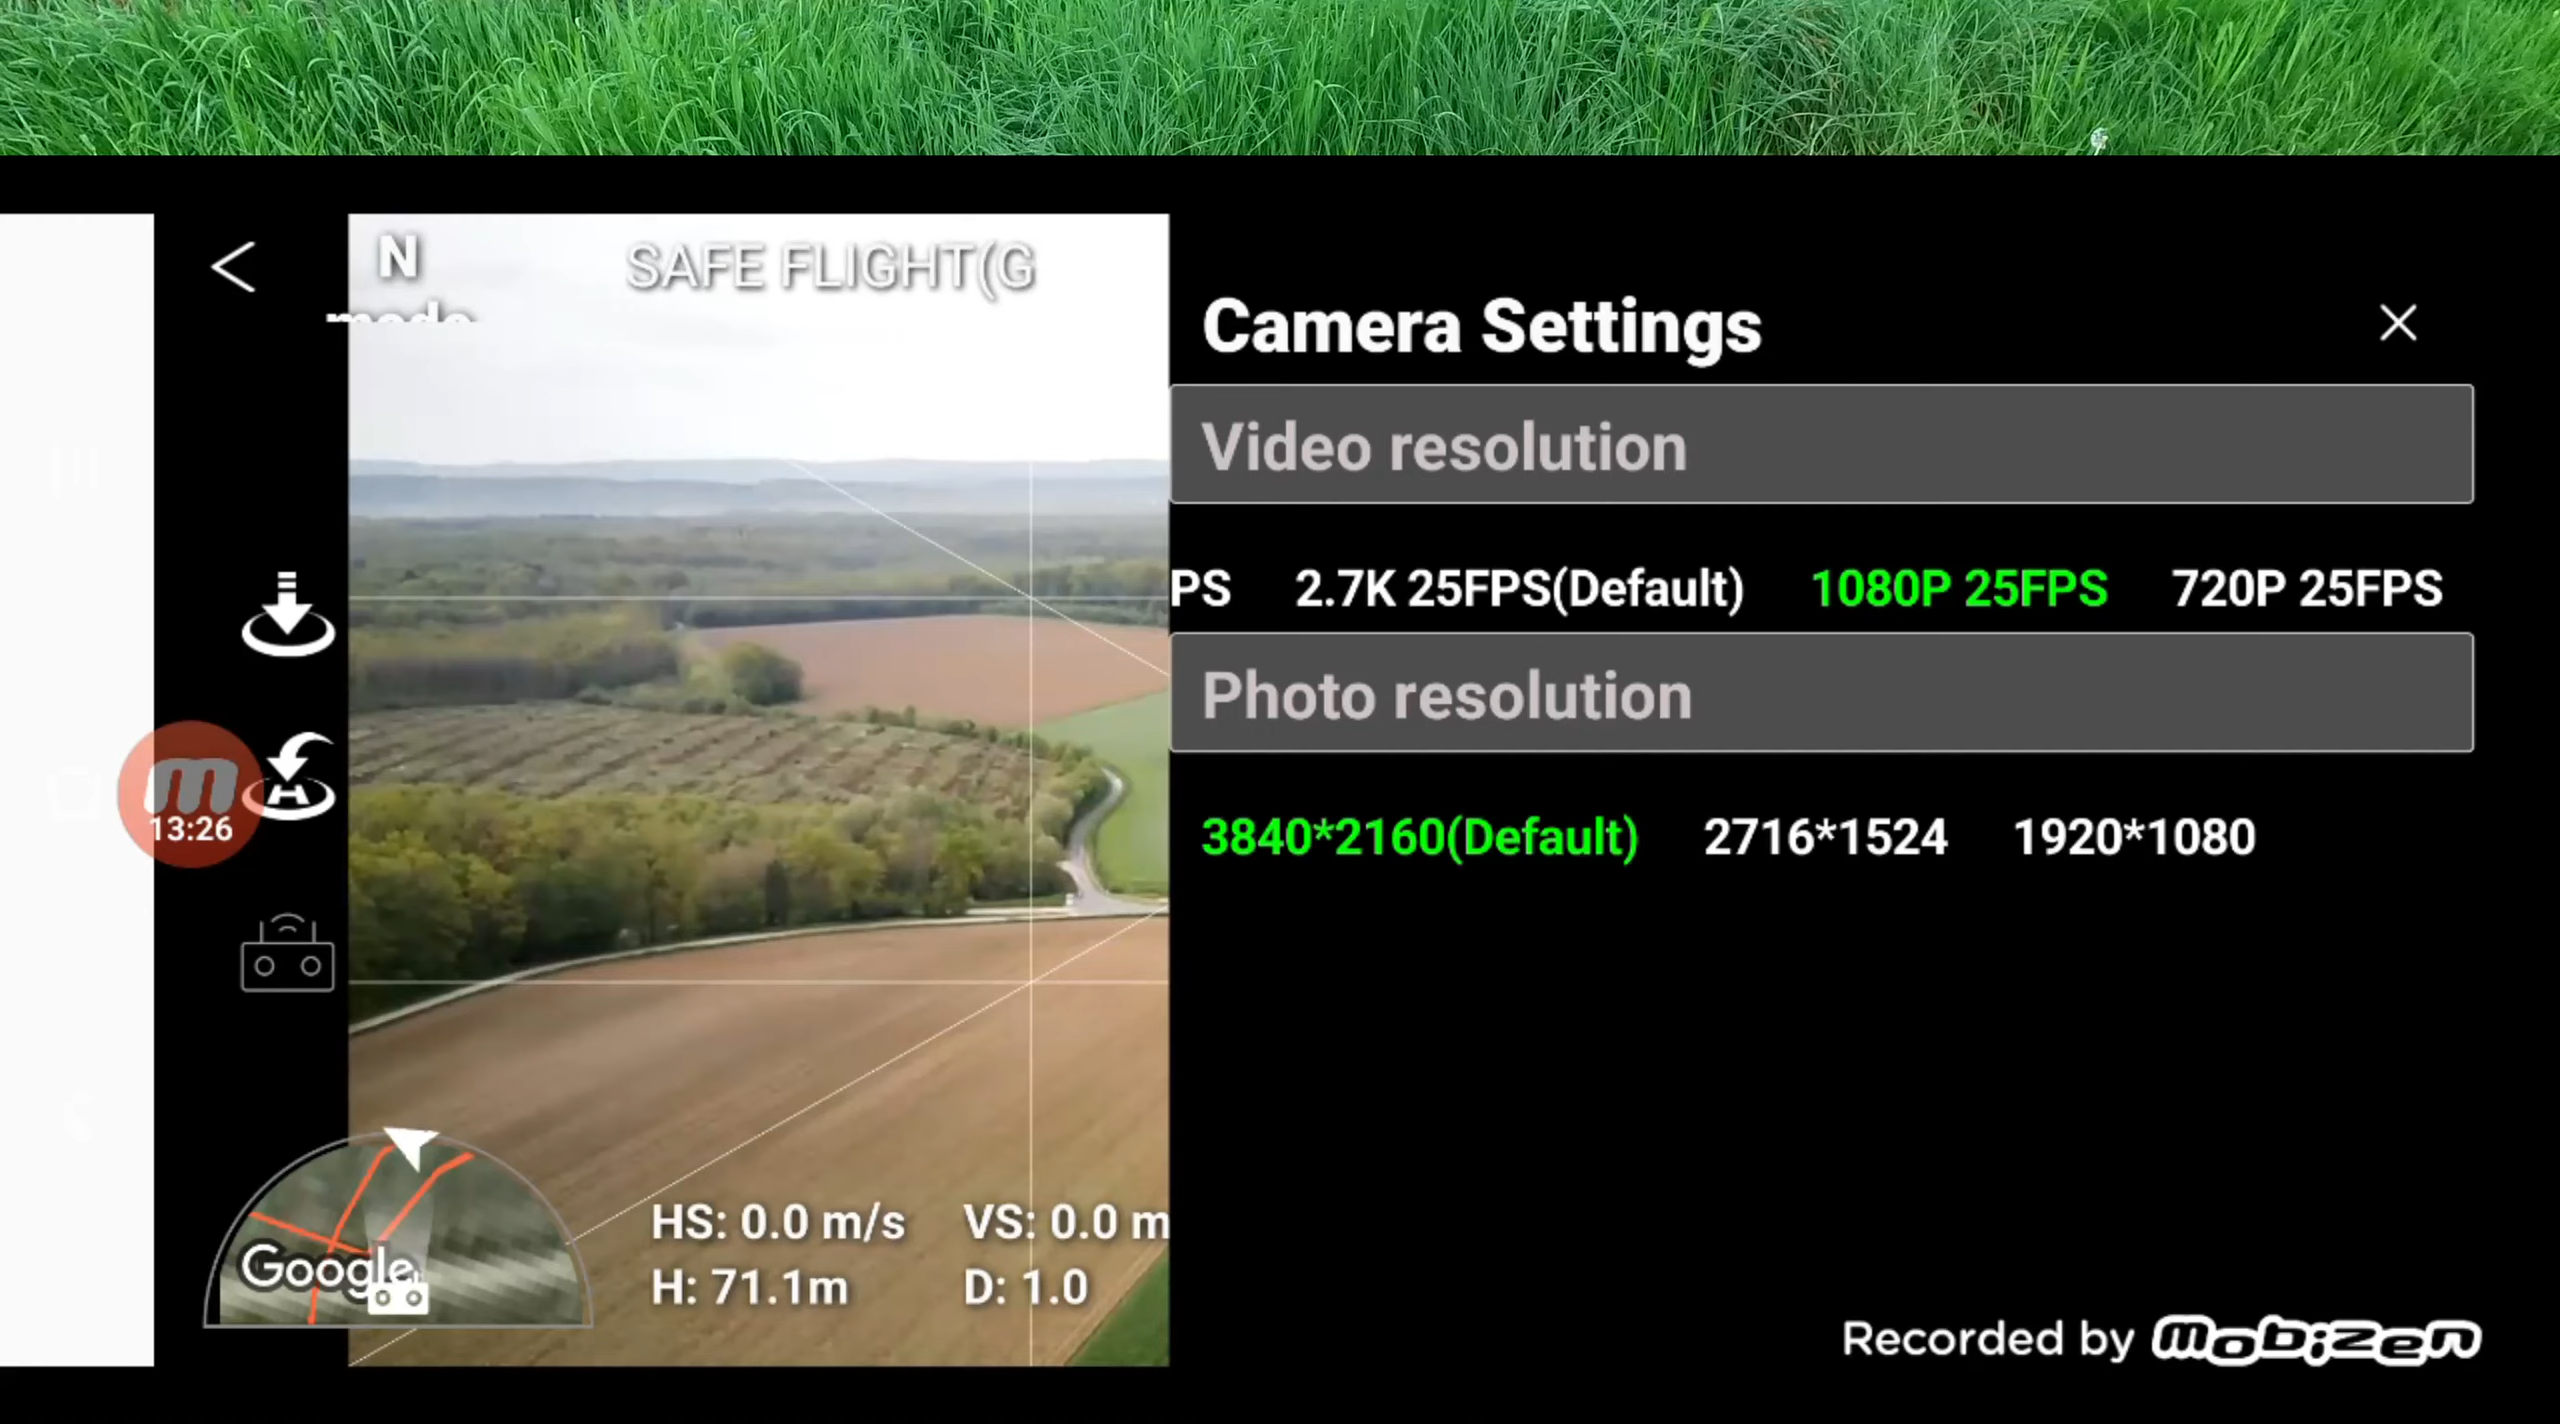 N
SAFE FLIGHT(G
Camera Settings
Video resolution
PS 2.7K 25FPS(Default) 1080P 25FPS 720P 25FPS
Photo resolution
3840*2160(Default) 2716*1524 1920*1080
m
13:26
H
HS: 0.0 m/s VS: 0.0 m
H: 71.1m D: 1.0
Google
Recorded by mobizen